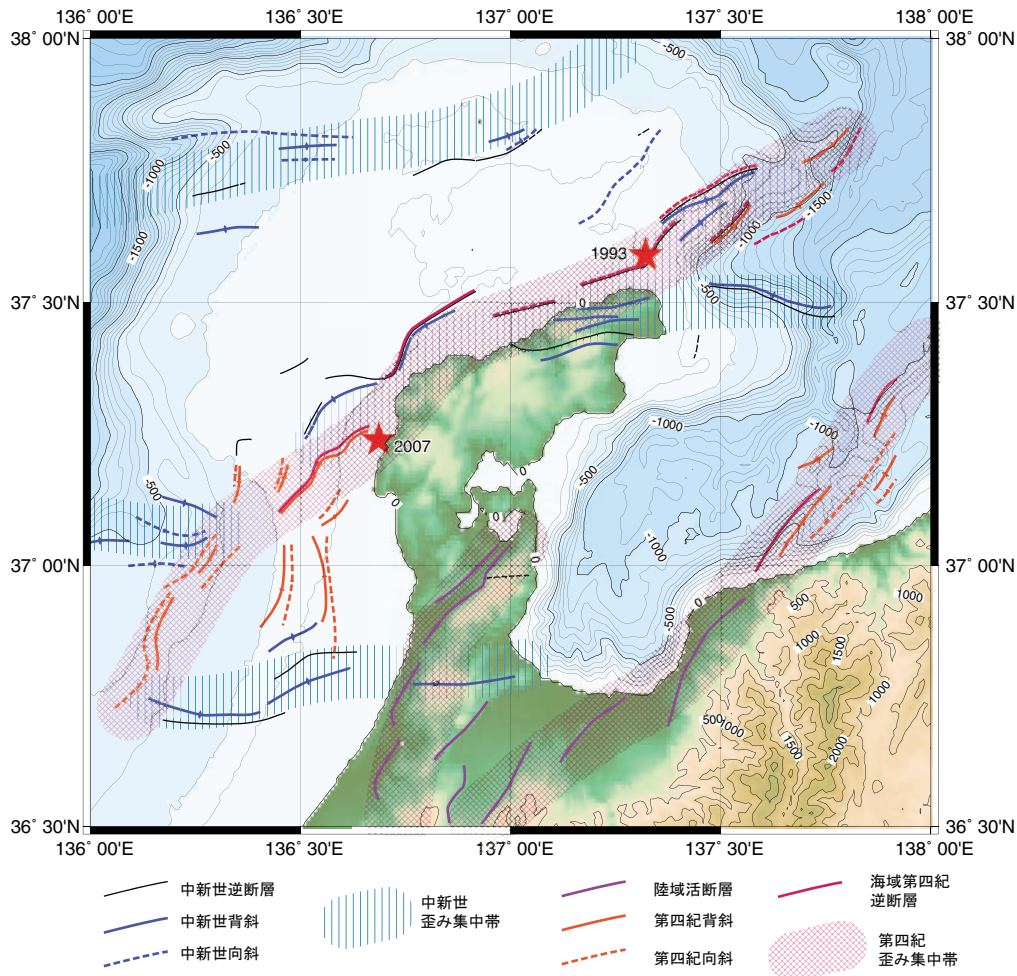 136˚ 00'E
136˚ 30'E
137˚ 00'E
137˚ 30'E
138˚ 00'E
38˚ 00'N
38˚ 00'N
-500
-500
-1000
-1500
-1500
-1000
1993
37˚ 30'N
0
-500
37˚ 30'N
-1000
-1000
2007
0
-500
-500
0
0
-1000
37˚ 00'N
0
37˚ 00'N
500
1000
-500
0
1000
1500
0
1000
500
1000
1500
2000
36˚ 30'N
36˚ 30'N
136˚ 00'E
136˚ 30'E
137˚ 00'E
137˚ 30'E
138˚ 00'E
中新世逆断層
中新世背斜
中新世向斜
中新世
歪み集中帯
陸域活断層
第四紀背斜
第四紀向斜
海域第四紀
逆断層
第四紀
歪み集中帯